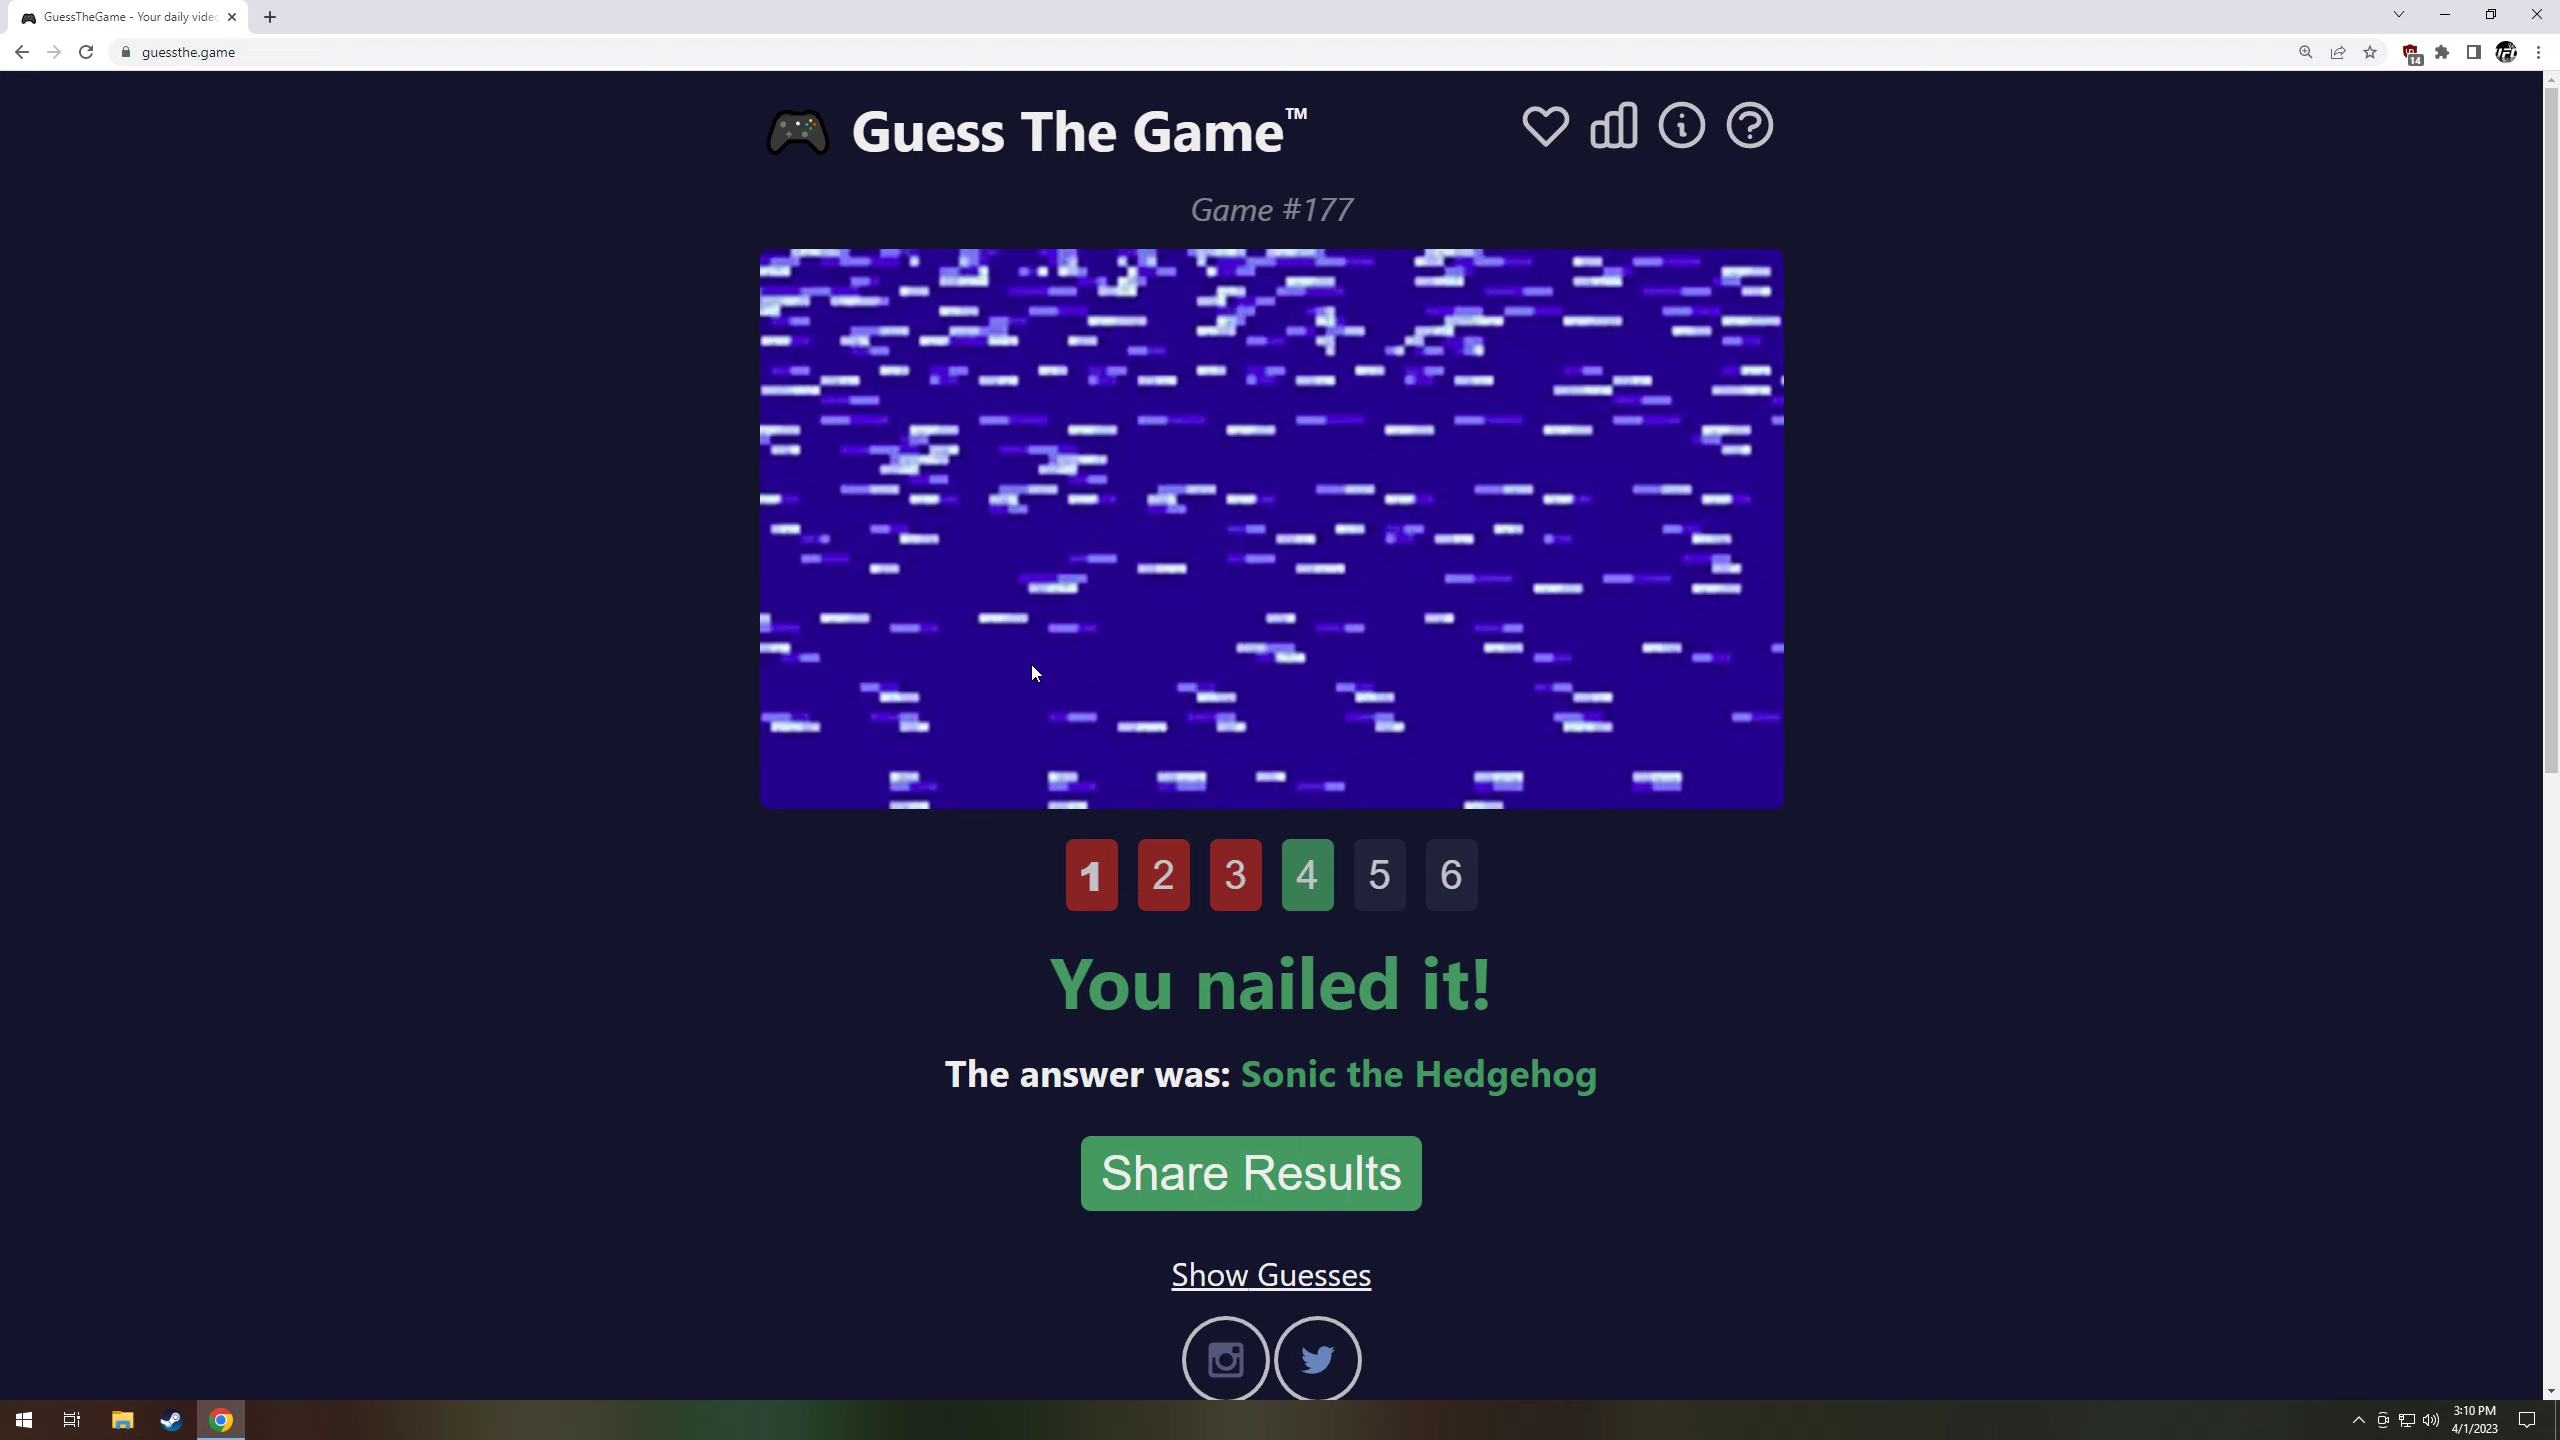 GuessTheGame - Your daily vide
guessthe.game
14
Guess The Game™
Game #177
1 2 3 4 5 6
You nailed it!
The answer was: Sonic the Hedgehog
Share Results
Show Guesses
3:10 PM
4/1/2023